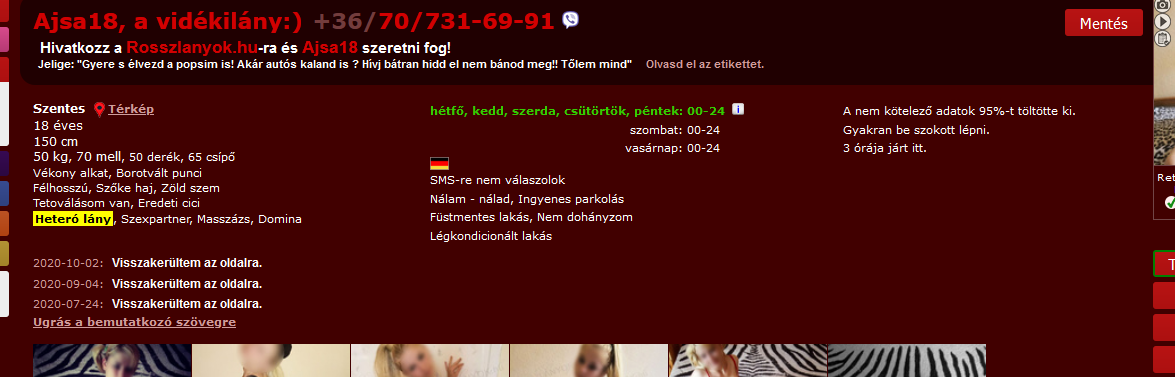 Ajsa18, a vidékilány:) +36/70/731-69-91
Mentés
Hivatkozz a Rosszlanyok.hu-ra és Ajsa18 szeretni fog!
Jelige: "Gyere s élvezd a popsim is! Akár autós kaland is ? Hívj bátran hidd el nem bánod meg!! Tőlem mind" Olvasd el az etikettet.
Szentes Térkép
18 éves
150 cm
50 kg, 70 mell, 50 derék, 65 csípő
Vékony alkat, Borotvált punci
Félhosszú, Szőke haj, Zöld szem
Tetoválásom van, Eredeti cici
Heteró lány, Szexpartner, Masszázs, Domina
hétfő, kedd, szerda, csütörtök, péntek: 00-24
szombat: 00-24
vasárnap: 00-24
SMS-re nem válaszolok
Nálam - nálad, Ingyenes parkolás
Füstmentes lakás, Nem dohányzom
Légkondicionált lakás
A nem kötelező adatok 95%-t töltötte ki.
Gyakran be szokott lépni.
3 órája járt itt.
2020-10-02: Visszakerültem az oldalra.
2020-09-04: Visszakerültem az oldalra.
2020-07-24: Visszakerültem az oldalra.
Ugrás a bemutatkozó szövegre
Ret
T